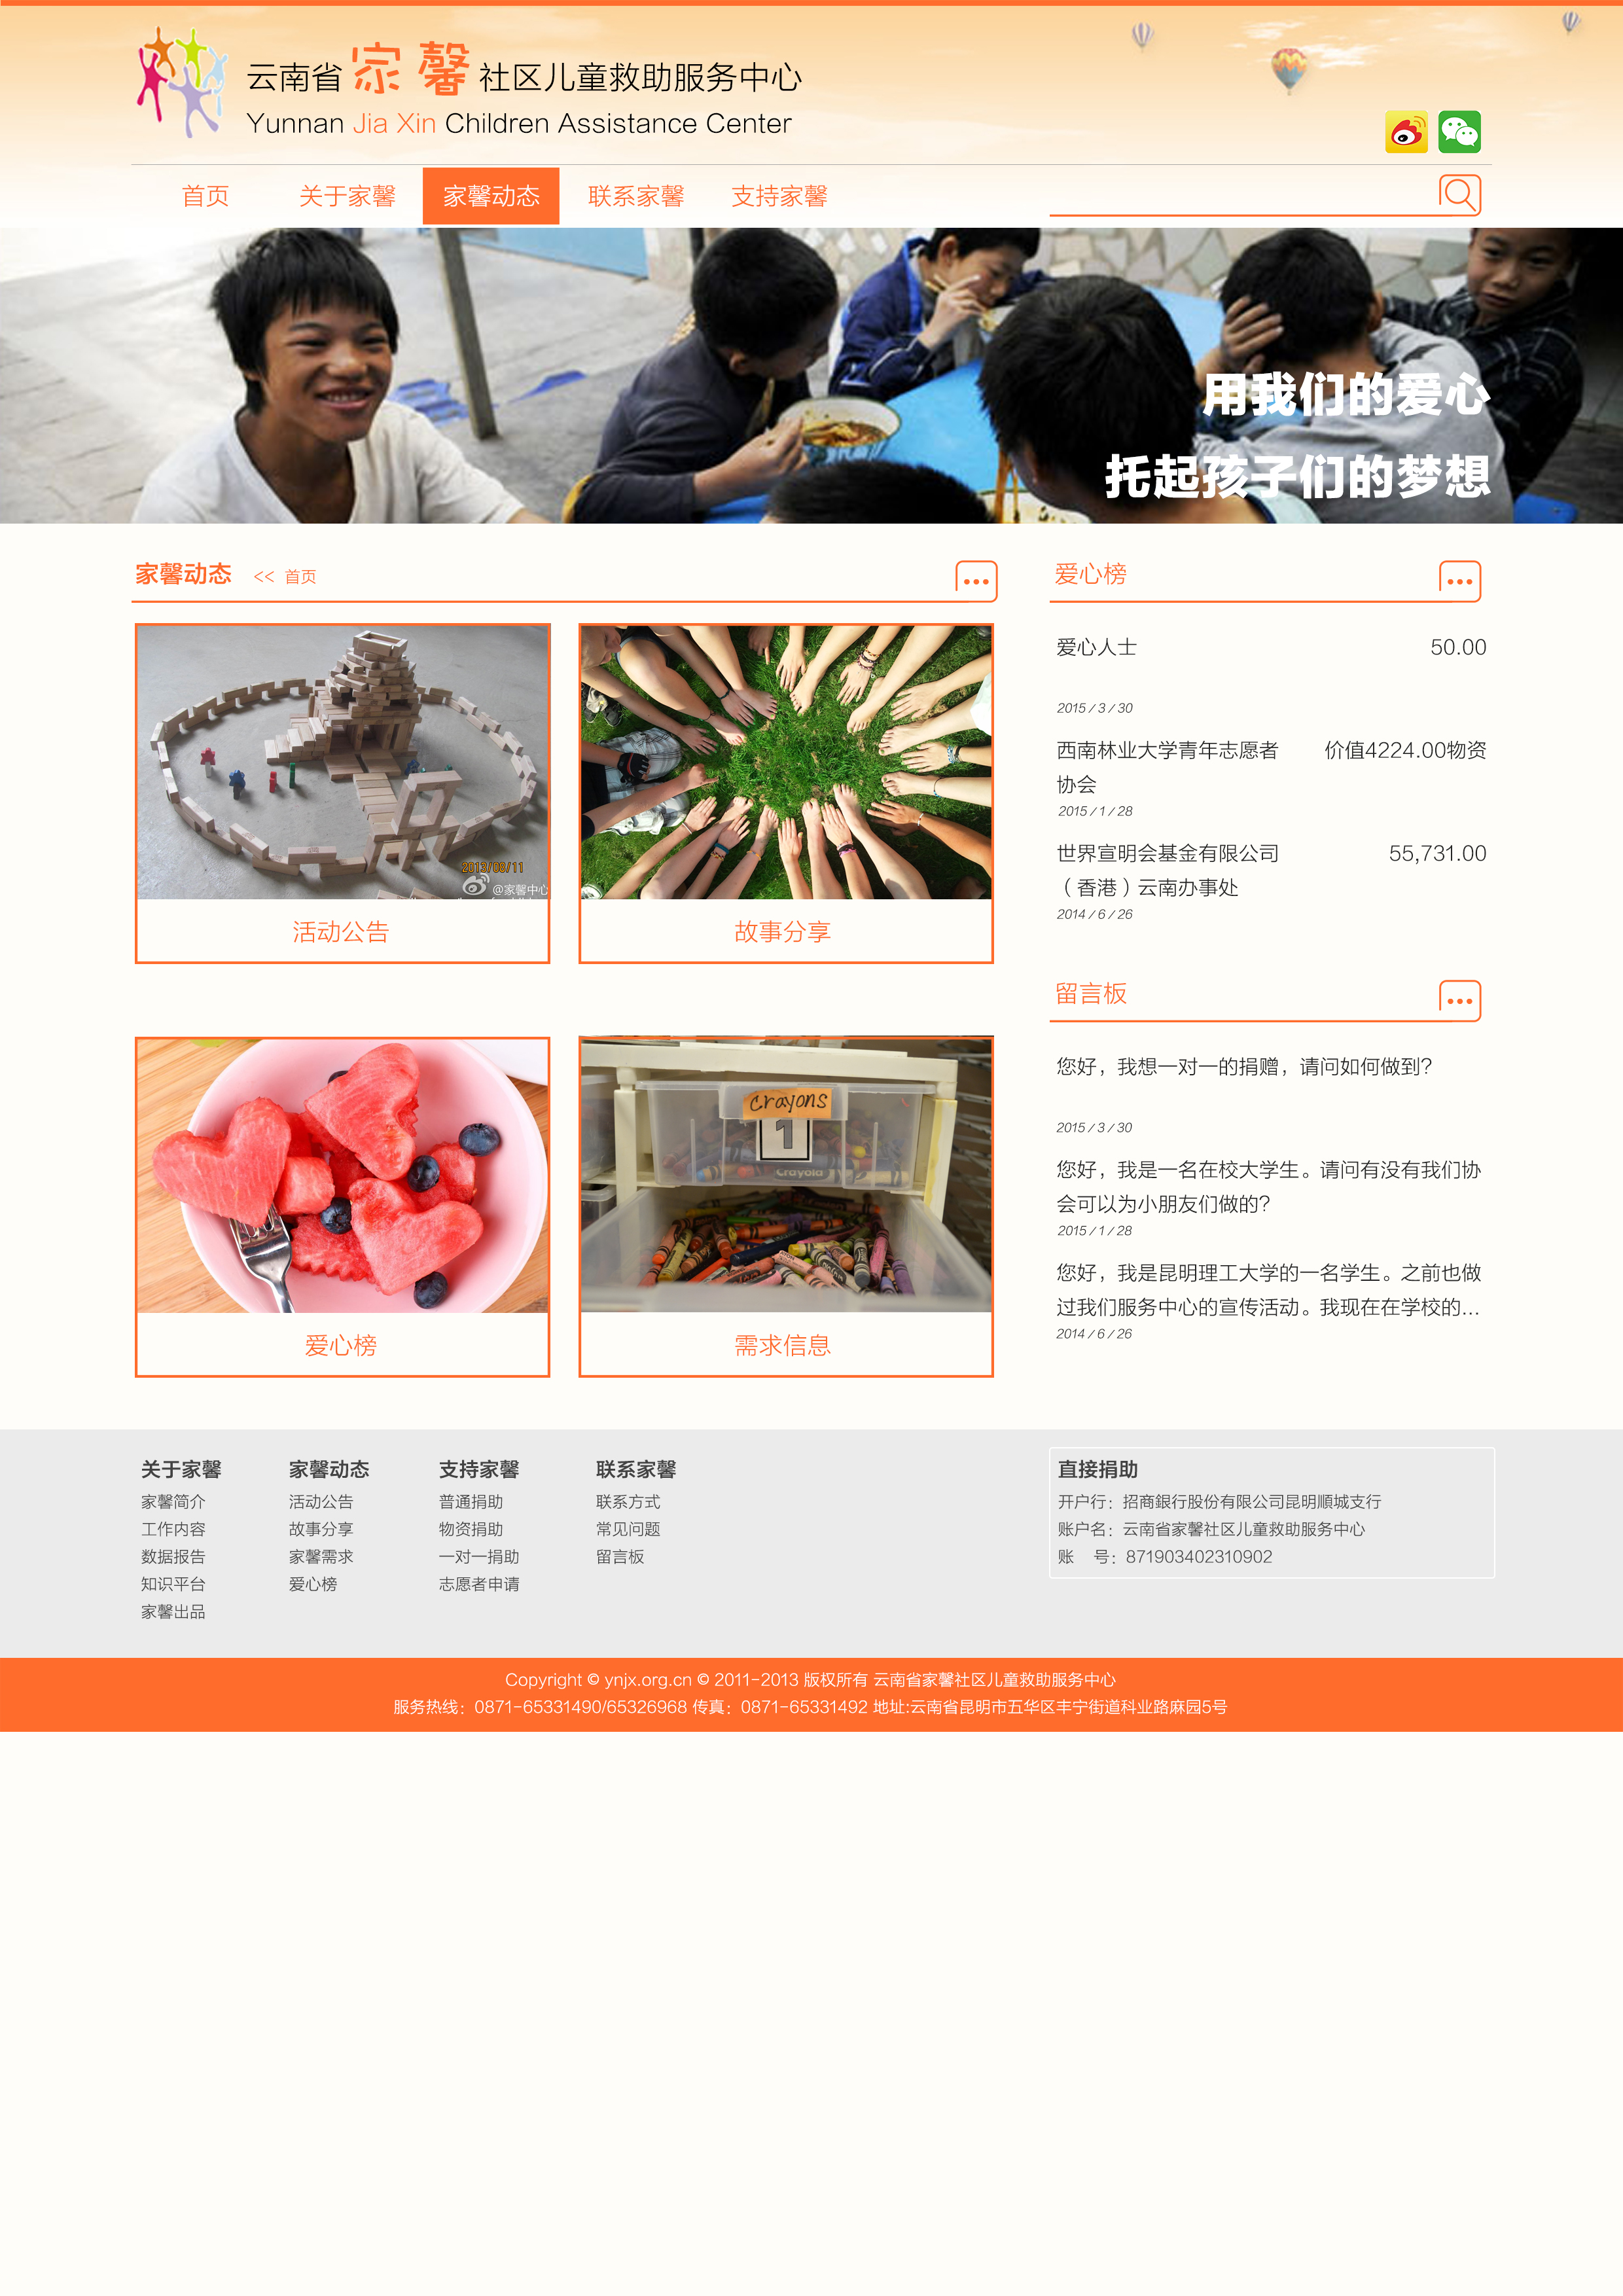 云南省家馨社区儿童救助服务中心
Yunnan Jia Xin Children Assistance Center
首页 关于家馨 家馨动态 联系家馨 支持家馨
用我们的爱心
托起孩子们的梦想
家馨动态 << 首页
2013/08/11
@家馨中心
活动公告
故事分享
Crayons
1
Crayola
爱心榜
需求信息
爱心榜
爱心人士 50.00
2015 / 3 / 30
西南林业大学青年志愿者 价值4224.00物资
协会
2015 / 1 / 28
世界宣明会基金有限公司 55,731.00
（香港）云南办事处
2014 / 6 / 26
留言板
您好，我想一对一的捐赠，请问如何做到？
2015 / 3 / 30
您好，我是一名在校大学生。请问有没有我们协
会可以为小朋友们做的？
2015 / 1 / 28
您好，我是昆明理工大学的一名学生。之前也做
过我们服务中心的宣传活动。我现在在学校的...
2014 / 6 / 26
关于家馨
家馨简介
工作内容
数据报告
知识平台
家馨出品
家馨动态
活动公告
故事分享
家馨需求
爱心榜
支持家馨
普通捐助
物资捐助
一对一捐助
志愿者申请
联系家馨
联系方式
常见问题
留言板
直接捐助
开户行：招商銀行股份有限公司昆明順城支行
账户名：云南省家馨社区儿童救助服务中心
账 号：871903402310902
Copyright © ynjx.org.cn © 2011-2013 版权所有 云南省家馨社区儿童救助服务中心
服务热线：0871-65331490/65326968 传真：0871-65331492 地址:云南省昆明市五华区丰宁街道科业路麻园5号